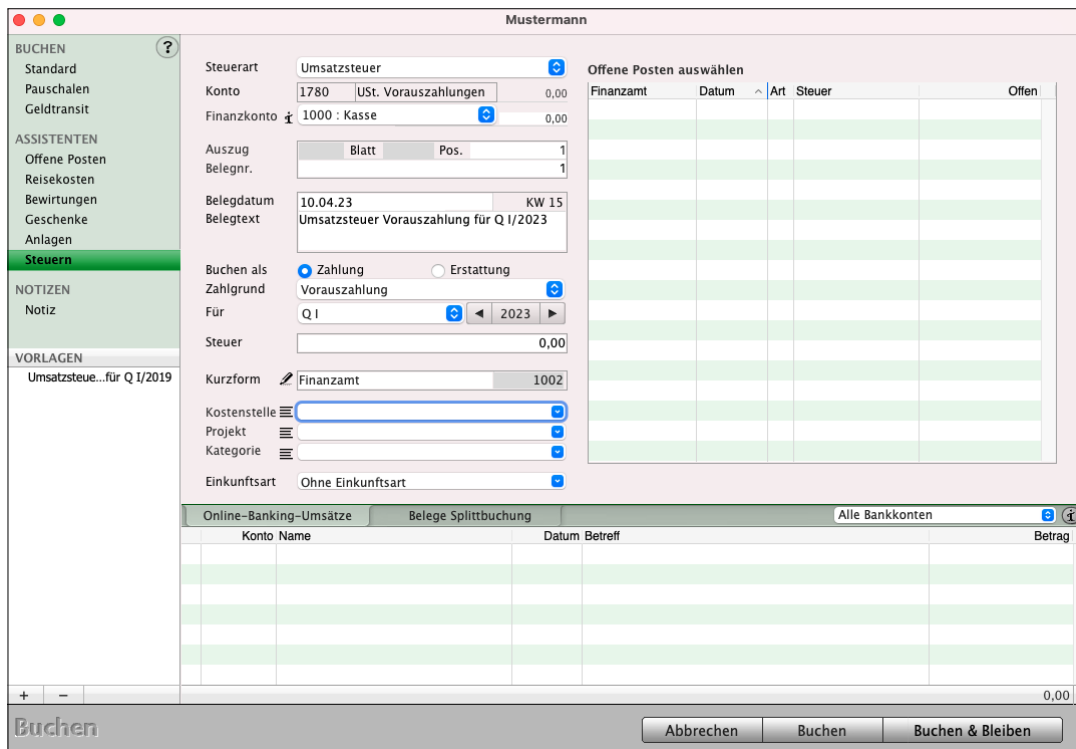 Mustermann
BUCHEN ?
Standard
Pauschalen
Geldtransit
ASSISTENTEN
Offene Posten
Reisekosten
Bewirtungen
Geschenke
Anlagen
Steuern
NOTIZEN
Notiz
VORLAGEN
Umsatzsteue...für Q I/2019
Steuerart Umsatzsteuer
Konto 1780 USt. Vorauszahlungen 0,00
Finanzkonto i 1000 : Kasse 0,00
Auszug Blatt Pos. 1
Belegnr. 1
Belegdatum 10.04.23 KW 15
Belegtext Umsatzsteuer Vorauszahlung für Q I/2023
Buchen als Zahlung Erstattung
Zahlgrund Vorauszahlung
Für Q I 2023
Steuer 0,00
Kurzform Finanzamt 1002
Kostenstelle
Projekt
Kategorie
Einkunftsart Ohne Einkunftsart
Offene Posten auswählen
Finanzamt Datum Art Steuer Offen
Online-Banking-Umsätze Belege Splittbuchung Alle Bankkonten i
Konto Name Datum Betreff Betrag
+ − 0,00
Buchen Abbrechen Buchen Buchen & Bleiben